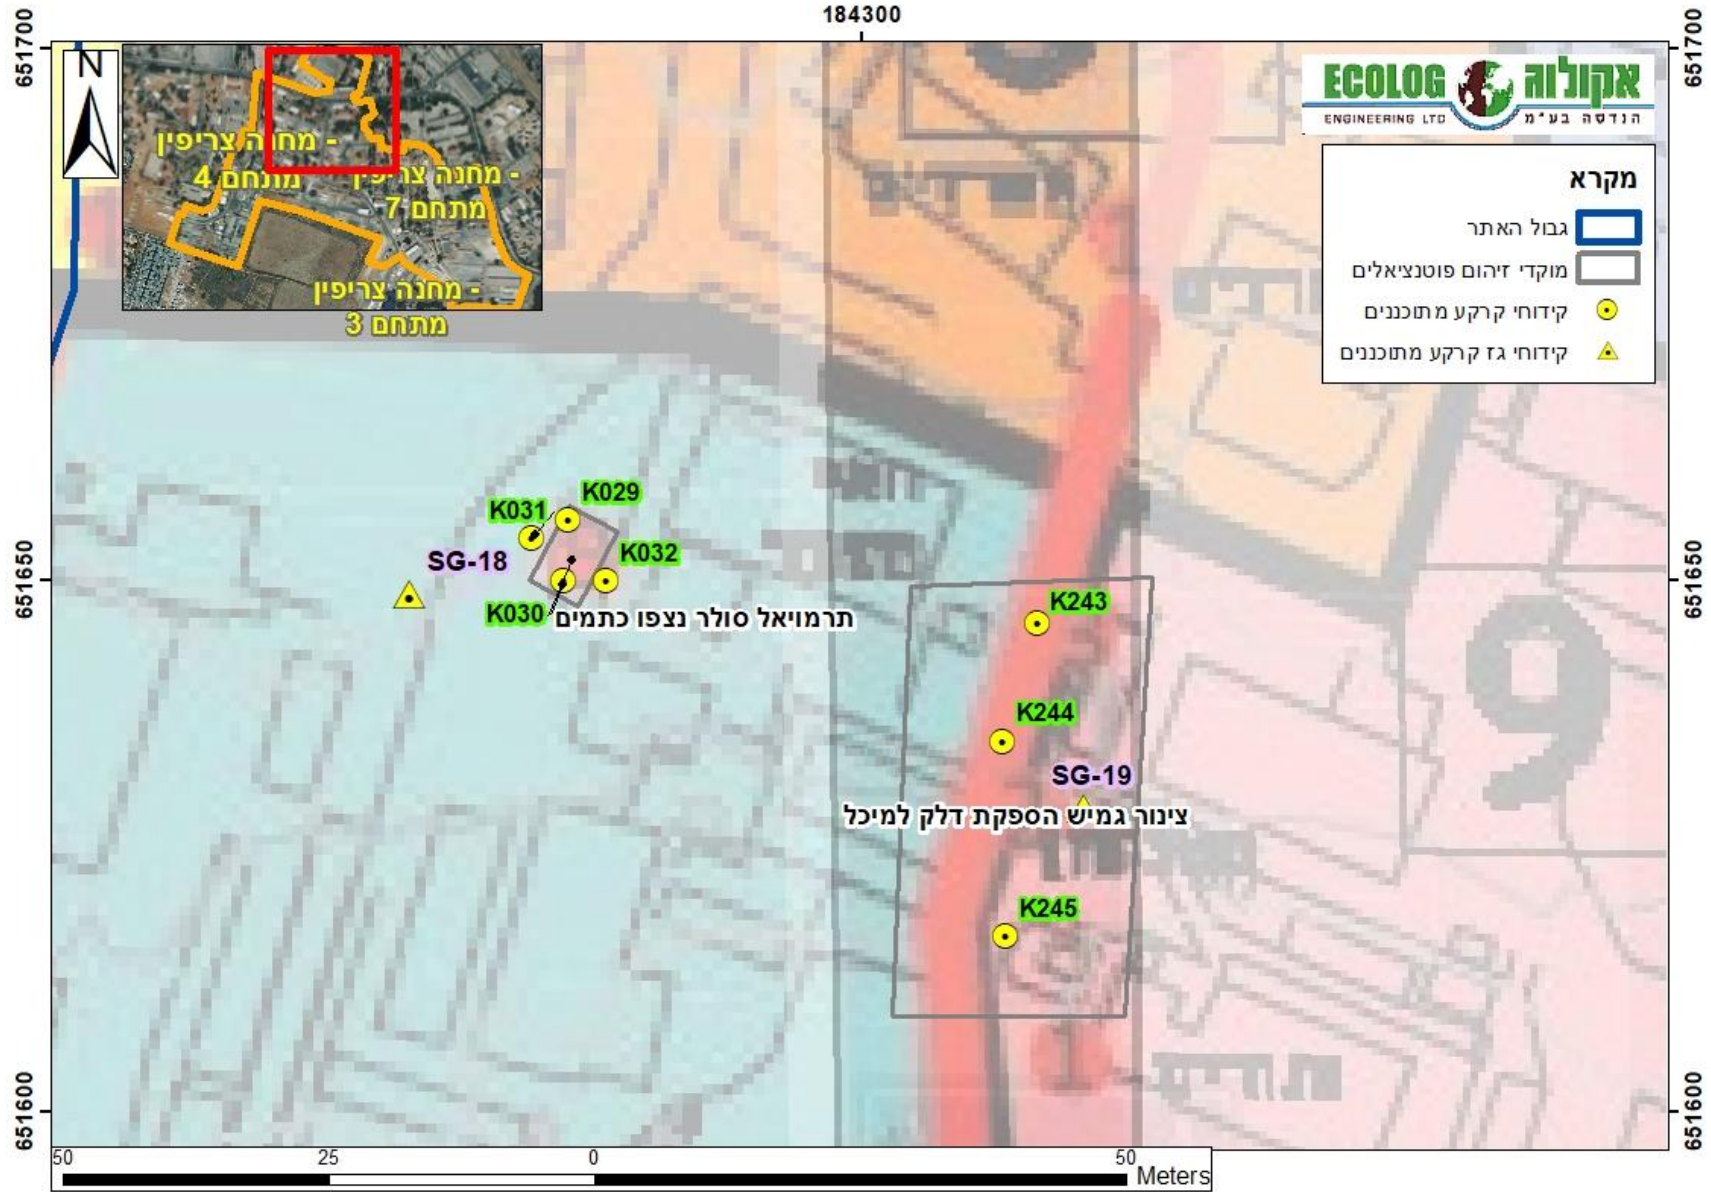 184300
651700
651700
N
מחנה צריפין -
מתחם 4
מחנה צריפין -
מתחם 7
מחנה צריפין -
מתחם 3
ECOLOG אקולוג
ENGINEERING LTD הנדסה בע"מ
מקרא
גבול האתר
מוקדי זיהום פוטנציאלים
קידוחי קרקע מתוכננים
קידוחי גז קרקע מתוכננים
K029
K031
K032
SG-18
K030
תרמויאל סולר נצפו כתמים
651650
651650
K243
K244
SG-19
צינור גמיש הספקת דלק למיכל
9
K245
651600
651600
50 25 0 50
Meters